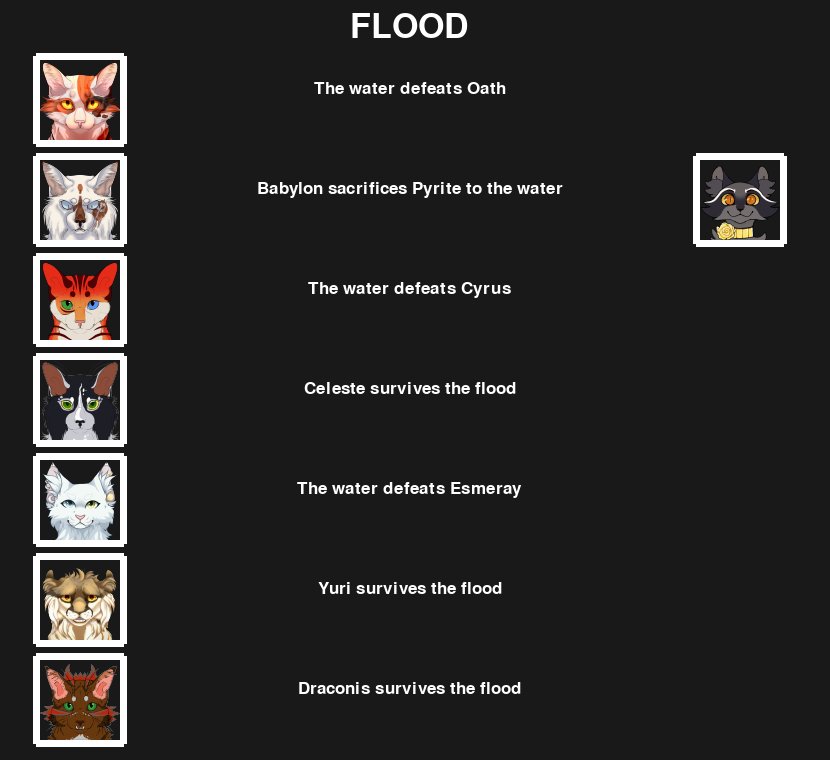 FLOOD
The water defeats Oath
Babylon sacrifices Pyrite to the water
The water defeats Cyrus
Celeste survives the flood
The water defeats Esmeray
Yuri survives the flood
Draconis survives the flood